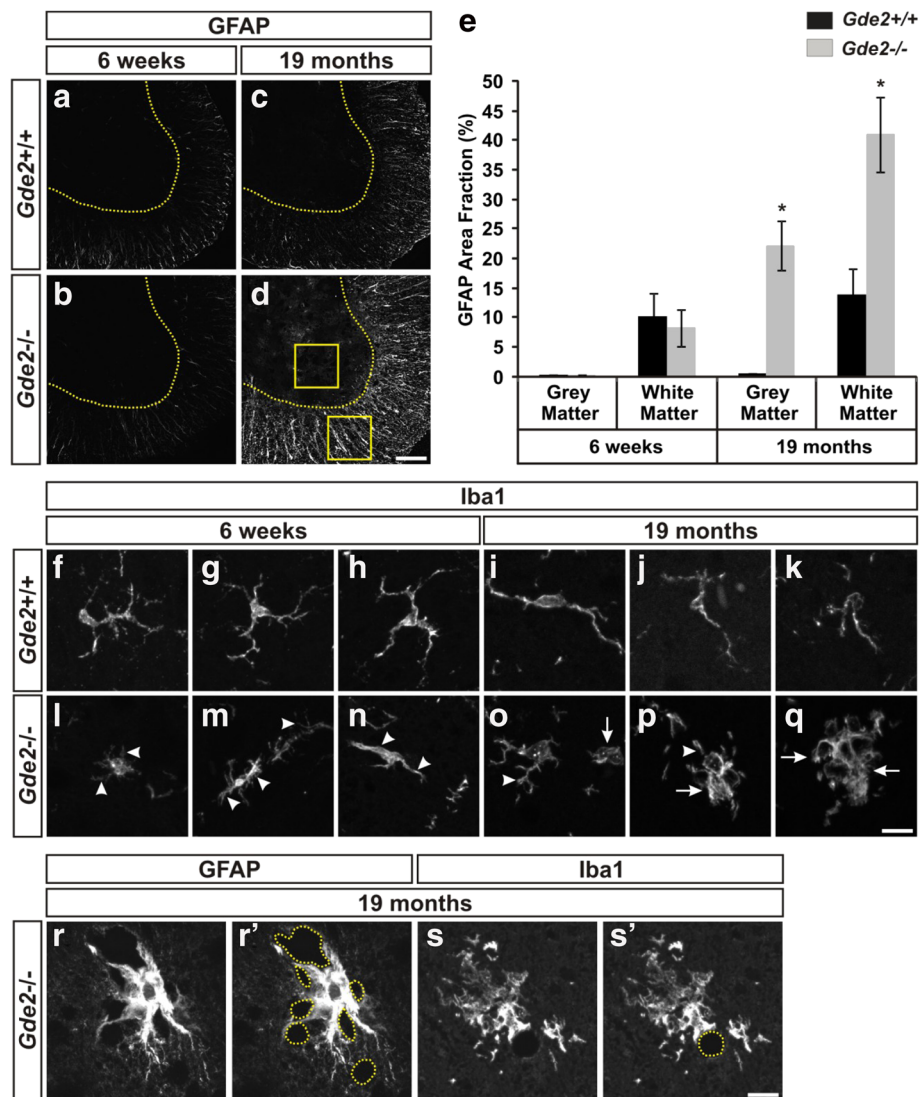 GFAP
6 weeks 19 months
Gde2+/+
a c
Gde2-/-
b d
e
Gde2+/+
Gde2-/-
GFAP Area Fraction (%)
50
45
40
35
30
25
20
15
10
5
0
* *
Grey Matter White Matter Grey Matter White Matter
6 weeks 19 months
Iba1
6 weeks 19 months
Gde2+/+
f g h i j k
Gde2-/-
l m n o p q
GFAP Iba1
19 months
Gde2-/-
r r’ s s’